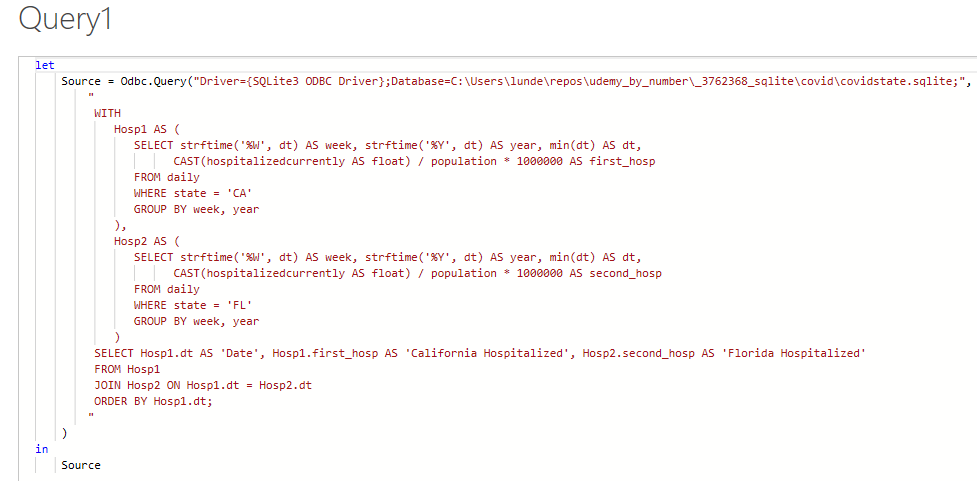 Query1
let
Source = Odbc.Query("Driver={SQLite3 ODBC Driver};Database=C:\Users\lunde\repos\udemy_by_number\_3762368_sqlite\covid\covidstate.sqlite;",
"
WITH
Hosp1 AS (
SELECT strftime('%W', dt) AS week, strftime('%Y', dt) AS year, min(dt) AS dt,
CAST(hospitalizedcurrently AS float) / population * 1000000 AS first_hosp
FROM daily
WHERE state = 'CA'
GROUP BY week, year
),
Hosp2 AS (
SELECT strftime('%W', dt) AS week, strftime('%Y', dt) AS year, min(dt) AS dt,
CAST(hospitalizedcurrently AS float) / population * 1000000 AS second_hosp
FROM daily
WHERE state = 'FL'
GROUP BY week, year
)
SELECT Hosp1.dt AS 'Date', Hosp1.first_hosp AS 'California Hospitalized', Hosp2.second_hosp AS 'Florida Hospitalized'
FROM Hosp1
JOIN Hosp2 ON Hosp1.dt = Hosp2.dt
ORDER BY Hosp1.dt;
"
)
in
Source